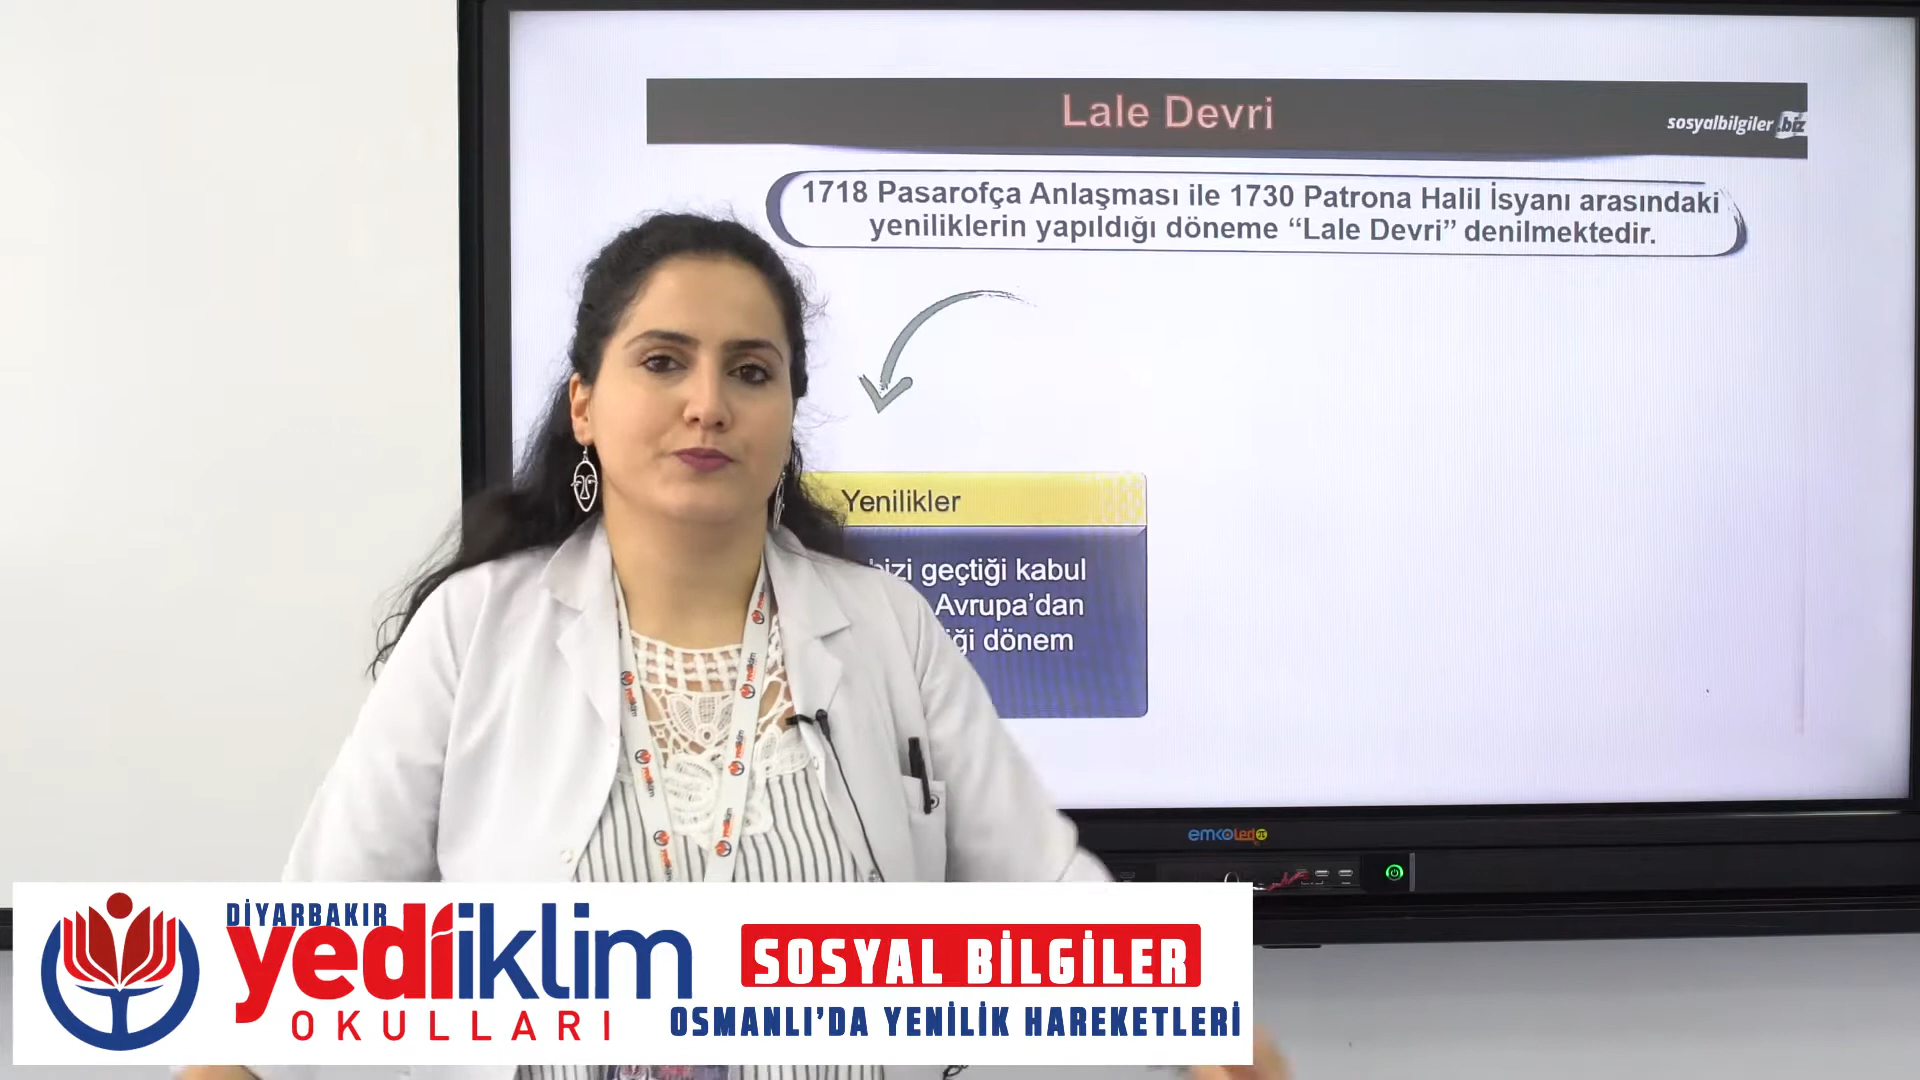 Lale Devri
sosyalbilgiler.biz
1718 Pasarofça Anlaşması ile 1730 Patrona Halil İsyanı arasındaki
yeniliklerin yapıldığı döneme “Lale Devri” denilmektedir.
Yenilikler
bizi geçtiği kabul
Avrupa’dan
dönem
emkoled
DİYARBAKIR
yediiklim
OKULLARI
SOSYAL BİLGİLER
OSMANLI’DA YENİLİK HAREKETLERİ